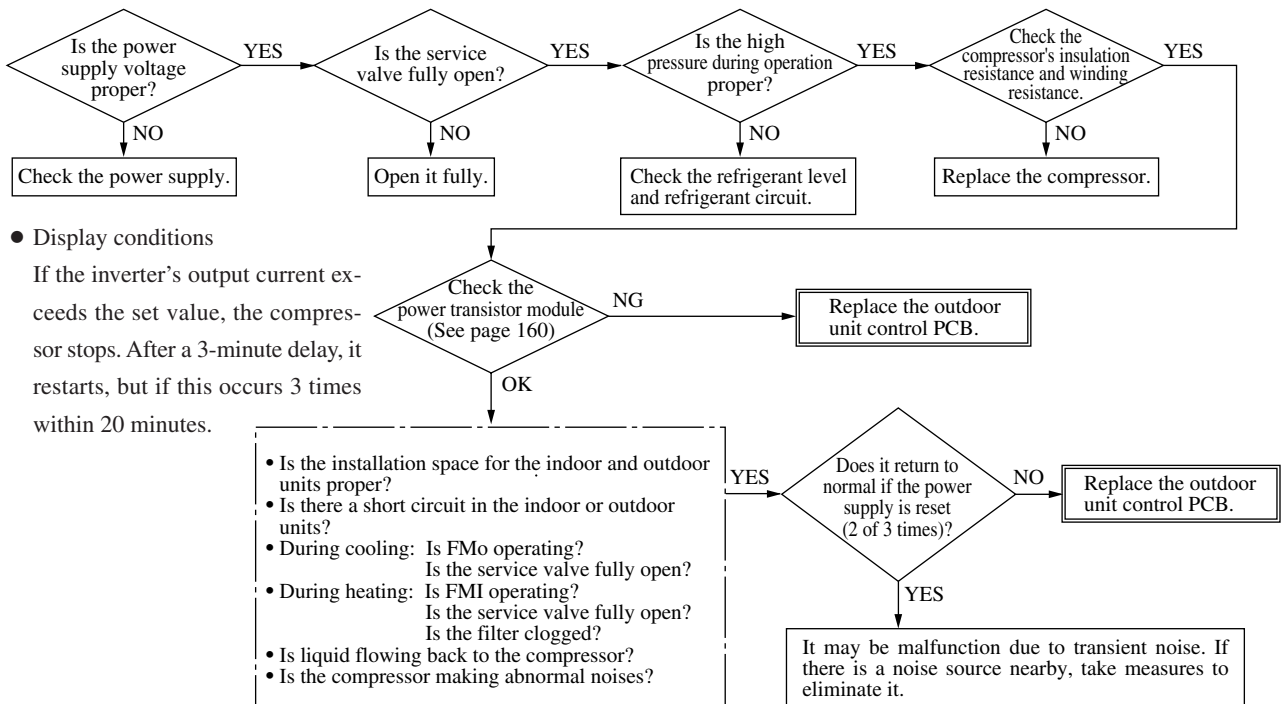 Is the power
supply voltage
proper?
YES
NO
Check the power supply.
Is the service
valve fully open?
YES
NO
Open it fully.
Is the high
pressure during operation
proper?
YES
NO
Check the refrigerant level
and refrigerant circuit.
Check the
compressor's insulation
resistance and winding
resistance.
YES
NO
Replace the compressor.
● Display conditions
If the inverter's output current ex-
ceeds the set value, the compres-
sor stops. After a 3-minute delay, it
restarts, but if this occurs 3 times
within 20 minutes.
Check the
power transistor module
(See page 160)
NG
Replace the outdoor
unit control PCB.
OK
• Is the installation space for the indoor and outdoor
units proper?
• Is there a short circuit in the indoor or outdoor
units?
• During cooling: Is FMo operating?
Is the service valve fully open?
• During heating: Is FMI operating?
Is the service valve fully open?
Is the filter clogged?
• Is liquid flowing back to the compressor?
• Is the compressor making abnormal noises?
YES
Does it return to
normal if the power
supply is reset
(2 of 3 times)?
NO
Replace the outdoor
unit control PCB.
YES
It may be malfunction due to transient noise. If
there is a noise source nearby, take measures to
eliminate it.